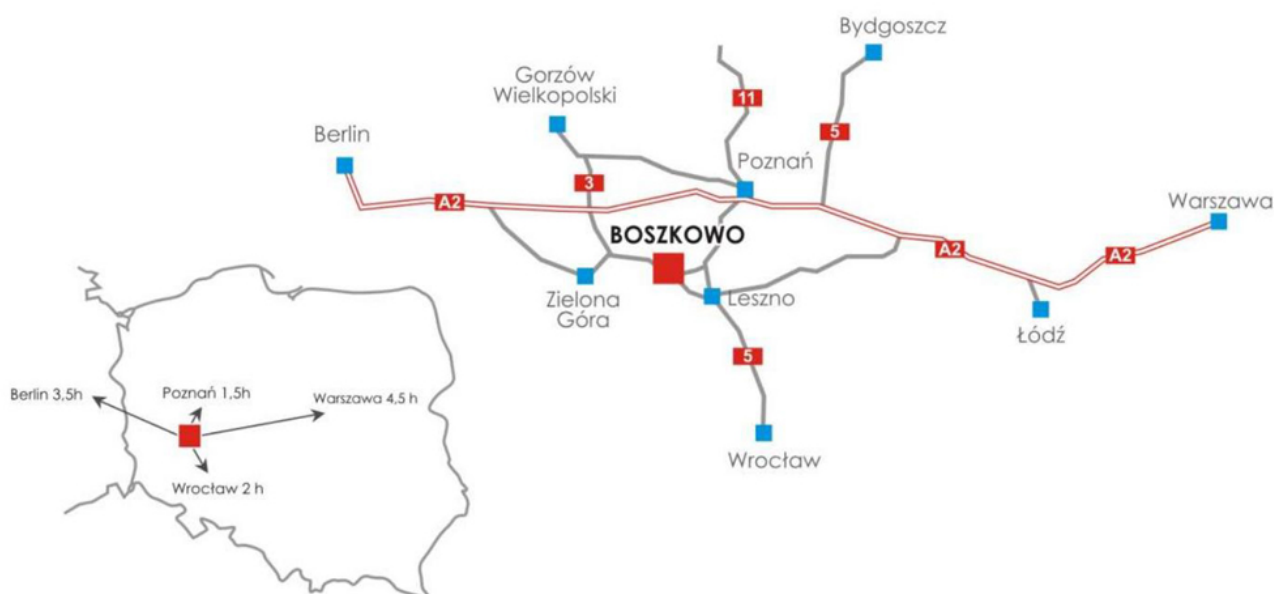 Bydgoszcz
Gorzów
Wielkopolski
11
5
Berlin
Poznań
3
A2
Warszawa
BOSZKOWO
A2
A2
Zielona
Góra
Leszno
Łódź
5
Wrocław
Berlin 3,5h
Poznań 1,5h
Warszawa 4,5 h
Wrocław 2 h